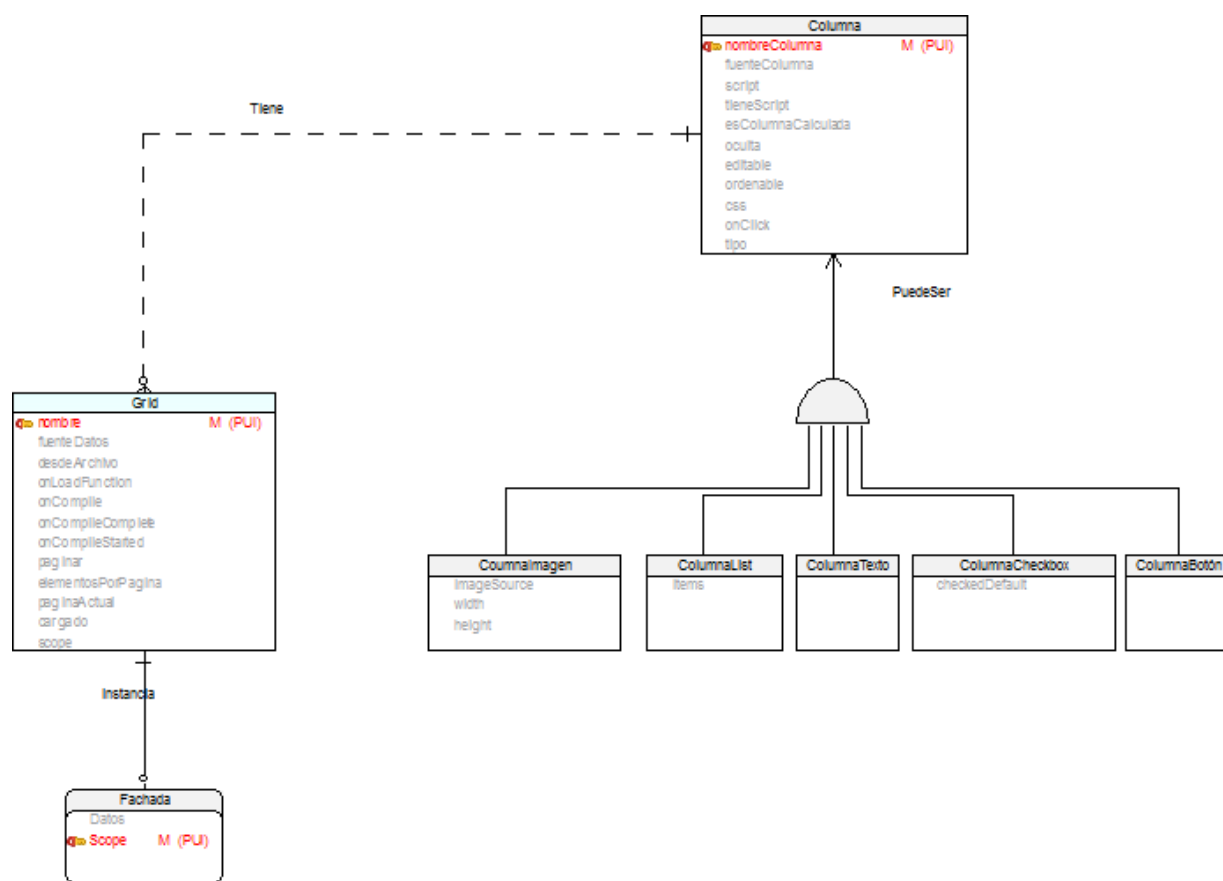 Columna
nombreColumna M (PUI)
fuenteColumna
script
tieneScript
esColumnaCalculada
oculta
editable
ordenable
css
onClick
tipo
Tiene
PuedeSer
Grid
nombre M (PUI)
fuenteDatos
desdeArchivo
onLoadFunction
onCompile
onCompileComplete
onCompileStarted
paginar
elementosPorPagina
paginaActual
cargado
scope
CoumnaImagen
imageSource
width
height
ColumnaList
items
ColumnaTexto
ColumnaCheckbox
checkedDefault
ColumnaBotón
Instancia
Fachada
Datos
Scope M (PUI)